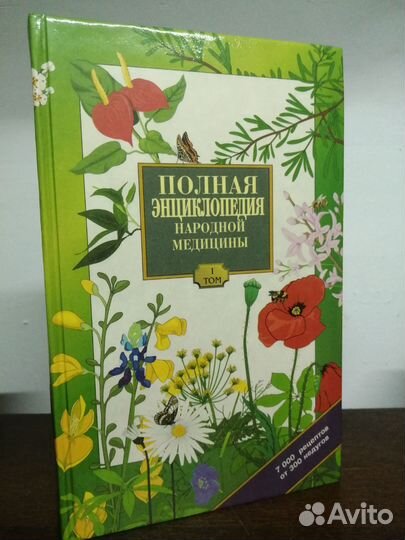 ПОЛНАЯ
ЭНЦИКЛОПЕДИЯ
НАРОДНОЙ
МЕДИЦИНЫ
I
ТОМ
7 000 рецептов
от 300 недугов
Avito